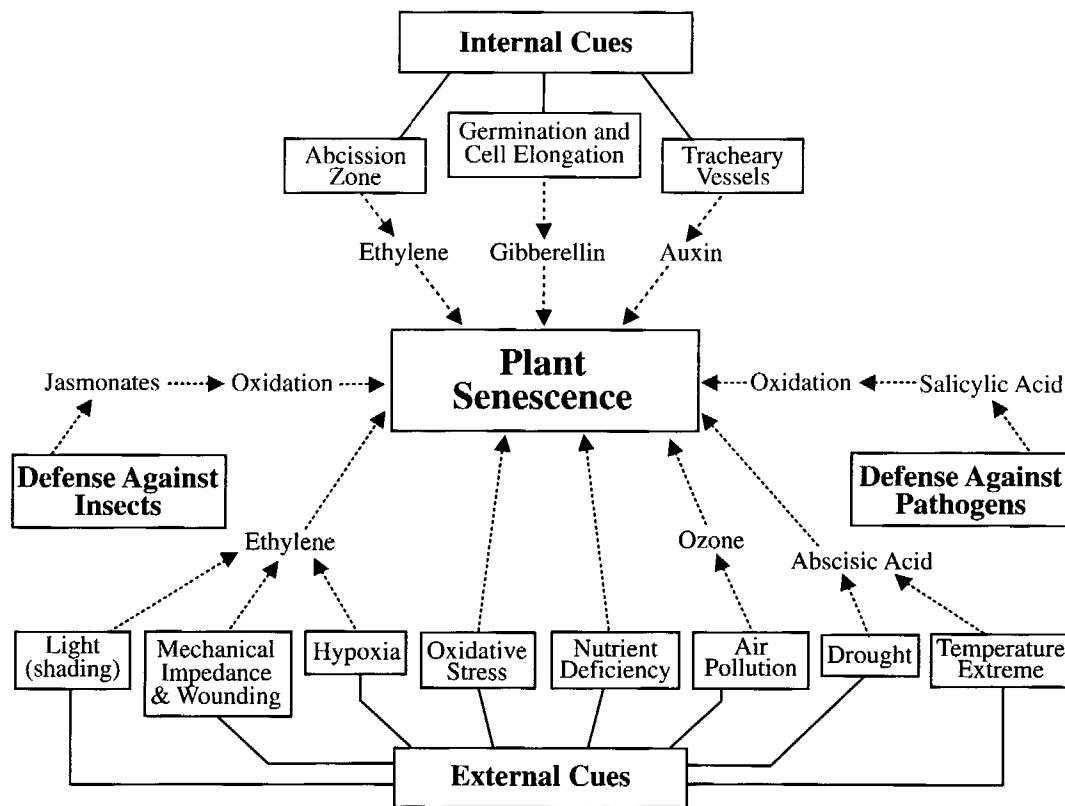 Internal Cues
Abcission
Zone
Germination and
Cell Elongation
Tracheary
Vessels
Ethylene
Gibberellin
Auxin
Plant
Senescence
Jasmonates
Oxidation
Oxidation
Salicylic Acid
Defense Against
Insects
Defense Against
Pathogens
Ethylene
Ozone
Abscisic Acid
Light
(shading)
Mechanical
Impedance
& Wounding
Hypoxia
Oxidative
Stress
Nutrient
Deficiency
Air
Pollution
Drought
Temperature
Extreme
External Cues